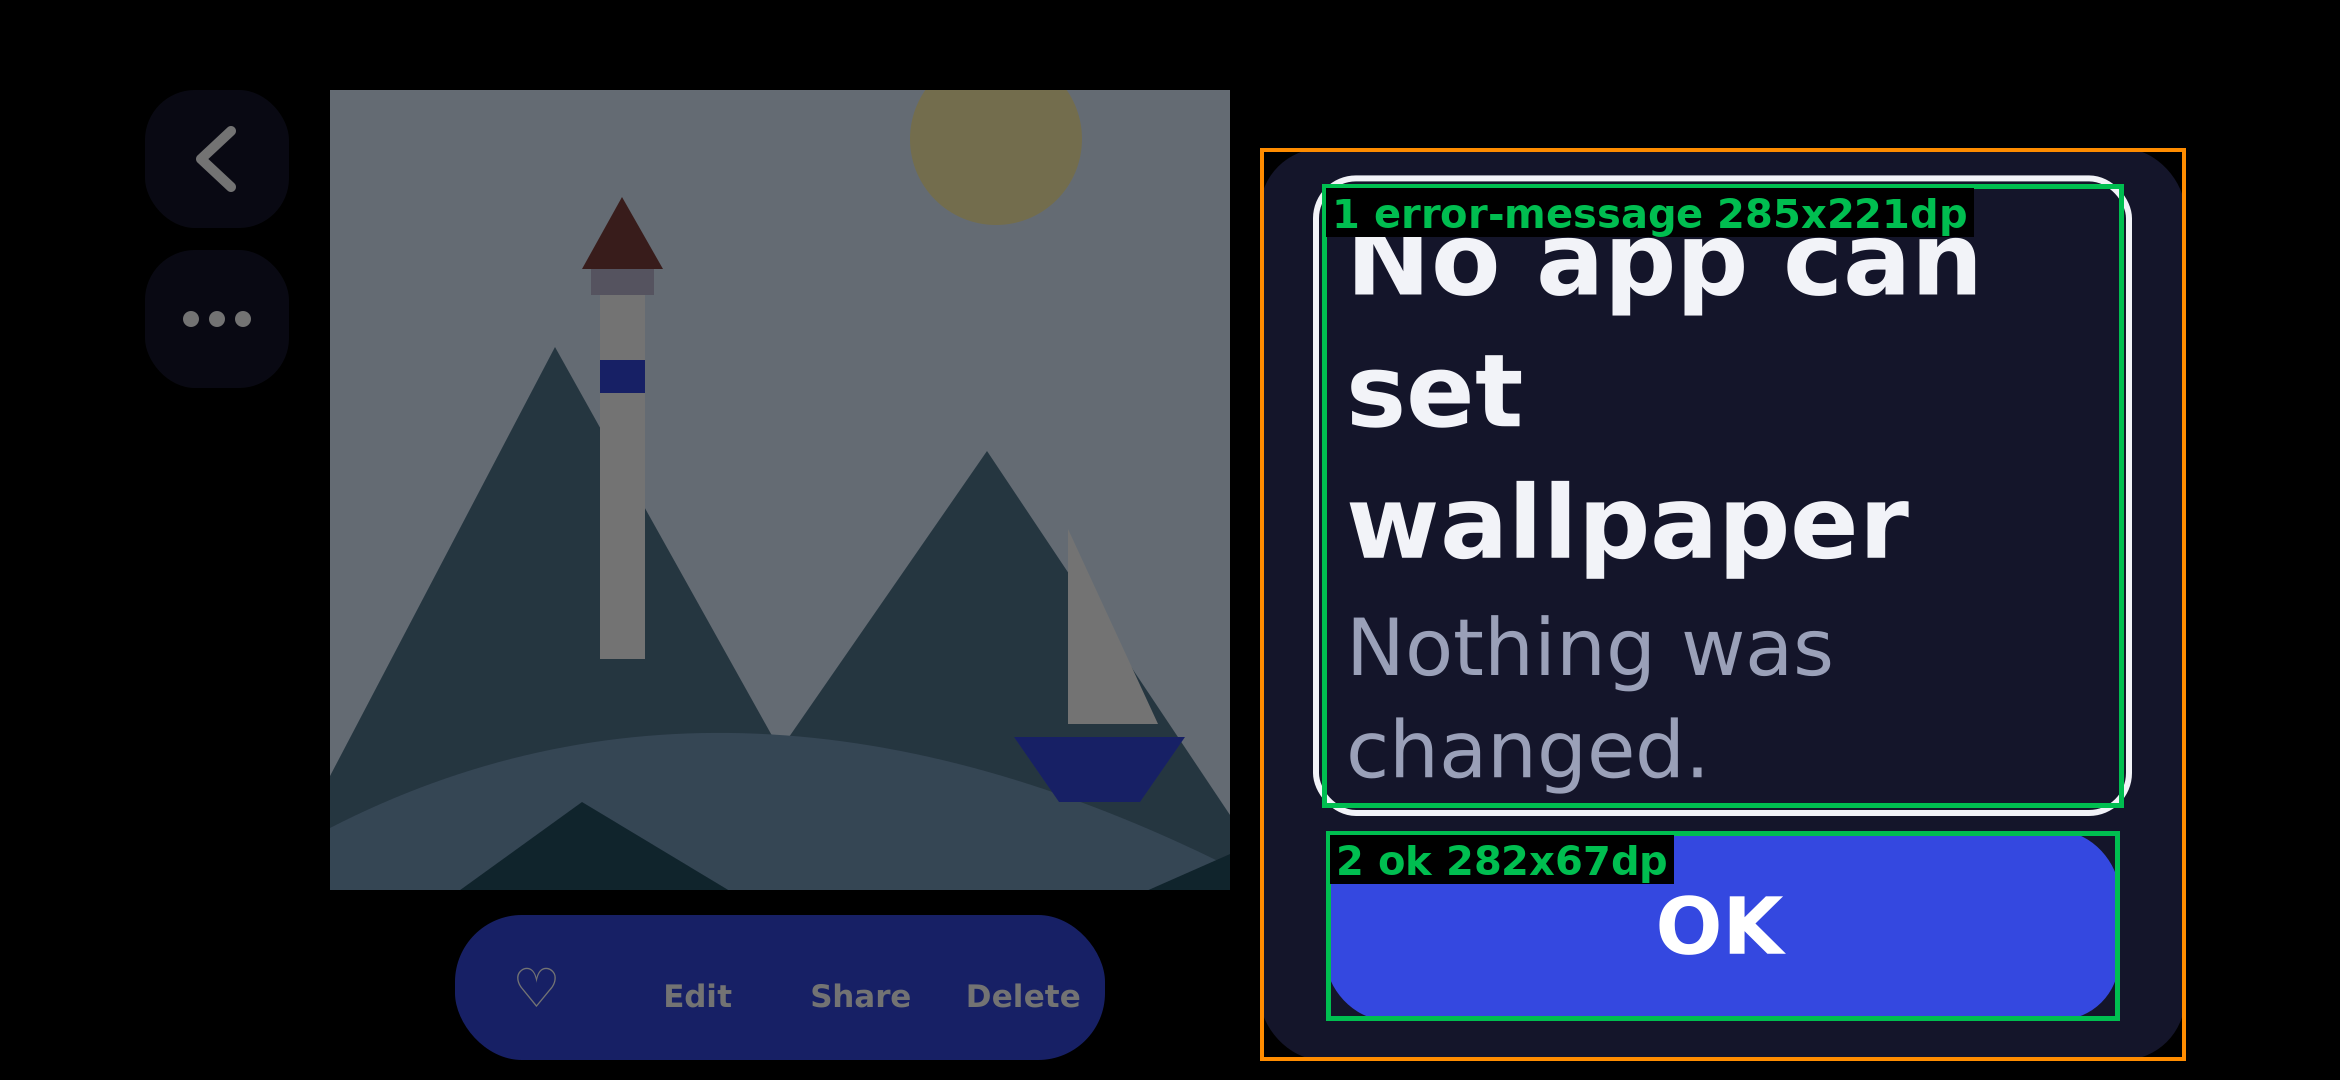 1 error-message 285x221dp
No app can
set
wallpaper
Nothing was
changed.
2 ok 282x67dp
OK
Edit Share Delete